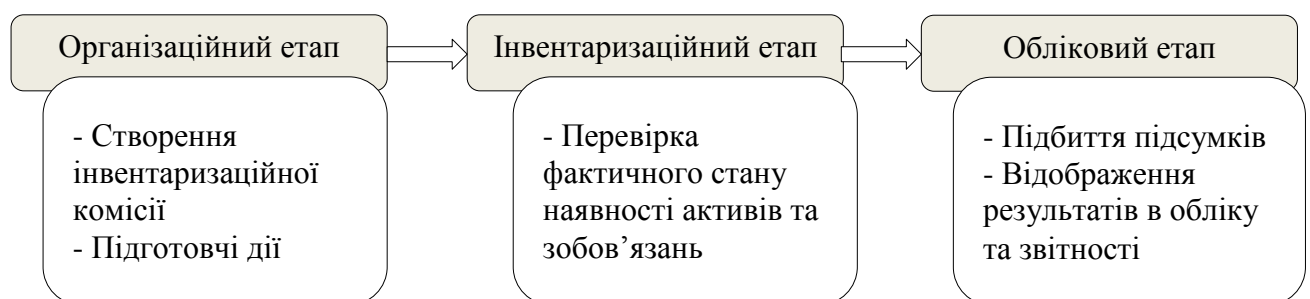 Організаційний етап
- Створення
інвентаризаційної
комісії
- Підготовчі дії
Інвентаризаційний етап
- Перевірка
фактичного стану
наявності активів та
зобов’язань
Обліковий етап
- Підбиття підсумків
- Відображення
результатів в обліку
та звітності